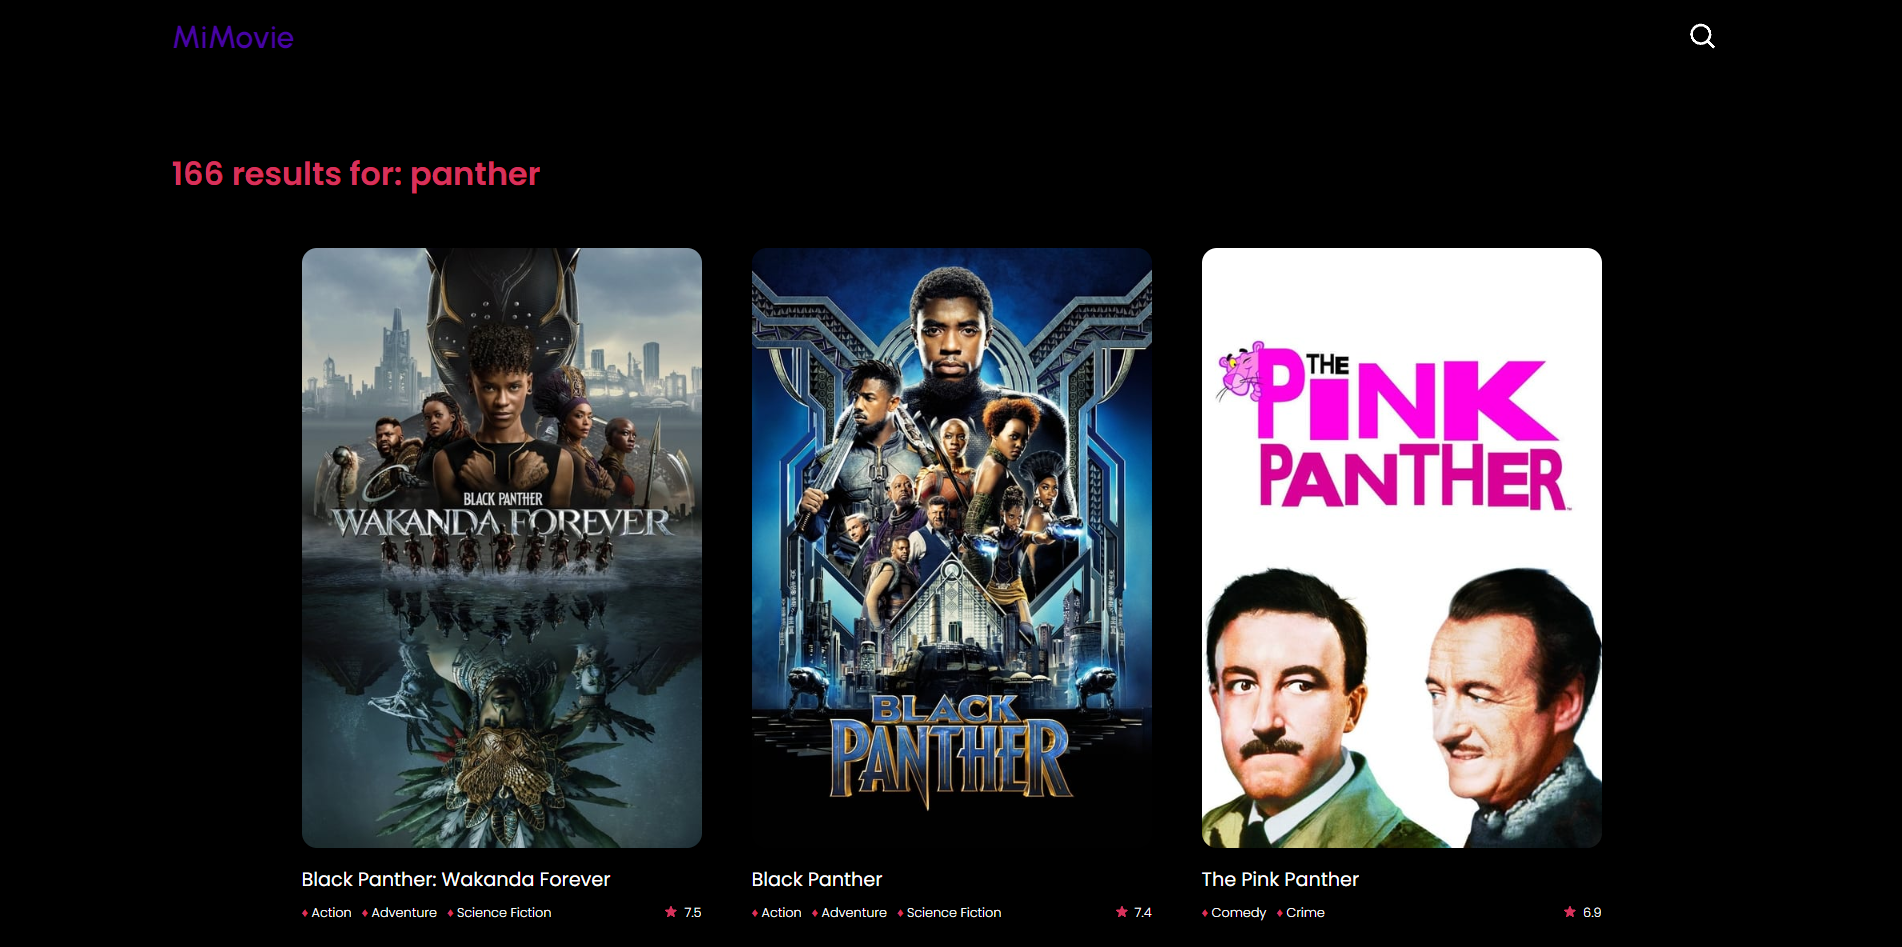 MiMovie
166 results for: panther
BLACK PANTHER
WAKANDA FOREVER
BLACK
PANTHER
THE
PiNK
PANTHER
Black Panther: Wakanda Forever
♦ Action ♦ Adventure ♦ Science Fiction ★ 7.5
Black Panther
♦ Action ♦ Adventure ♦ Science Fiction ★ 7.4
The Pink Panther
♦ Comedy ♦ Crime ★ 6.9